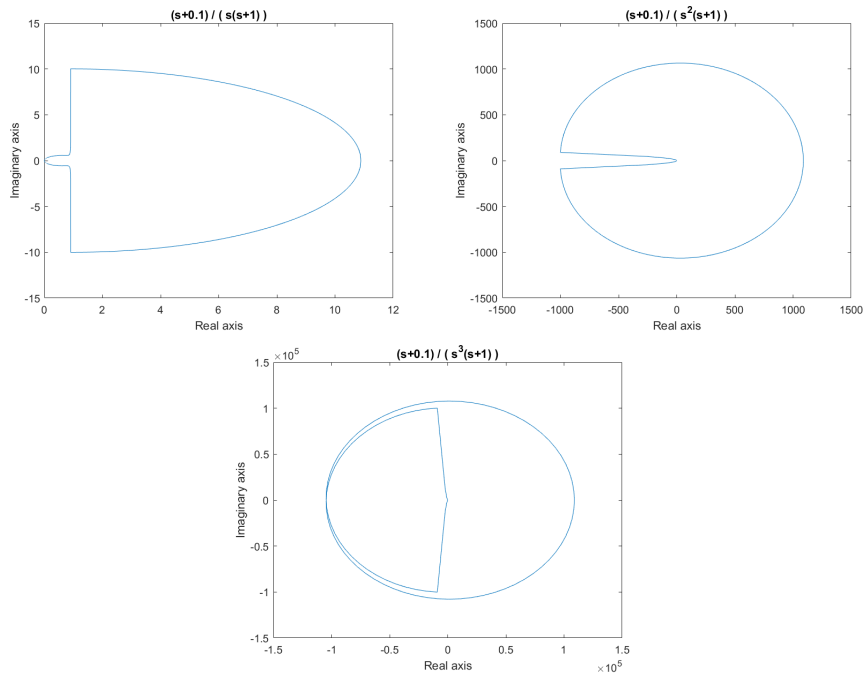 (s+0.1) / ( s(s+1) )
15
10
5
0
-5
-10
-15
Imaginary axis
0 2 4 6 8 10 12
Real axis
(s+0.1) / ( s²(s+1) )
1500
1000
500
0
-500
-1000
-1500
Imaginary axis
-1500 -1000 -500 0 500 1000 1500
Real axis
(s+0.1) / ( s³(s+1) )
×10⁵
1.5
1
0.5
0
-0.5
-1
-1.5
Imaginary axis
-1.5 -1 -0.5 0 0.5 1 1.5
Real axis
×10⁵